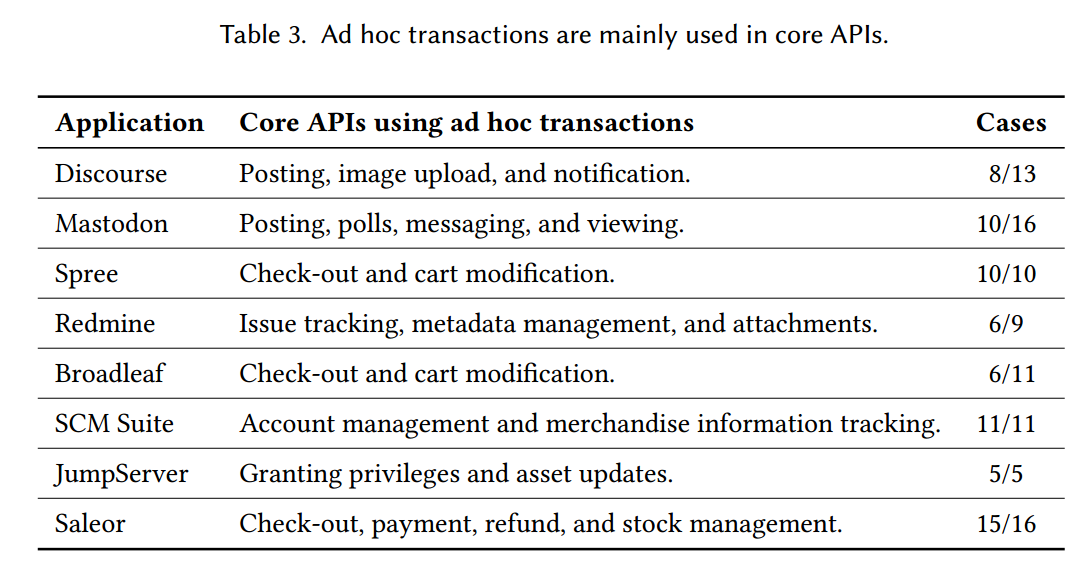 Table 3. Ad hoc transactions are mainly used in core APIs.
Application Core APIs using ad hoc transactions Cases
Discourse Posting, image upload, and notification. 8/13
Mastodon Posting, polls, messaging, and viewing. 10/16
Spree Check-out and cart modification. 10/10
Redmine Issue tracking, metadata management, and attachments. 6/9
Broadleaf Check-out and cart modification. 6/11
SCM Suite Account management and merchandise information tracking. 11/11
JumpServer Granting privileges and asset updates. 5/5
Saleor Check-out, payment, refund, and stock management. 15/16